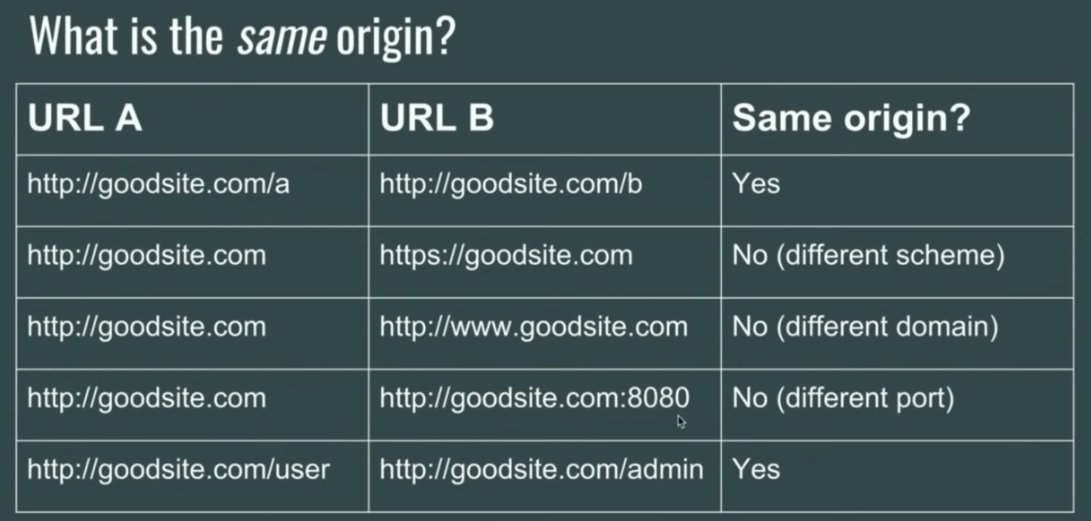 What is the same origin?
URL A URL B Same origin?
http://goodsite.com/a http://goodsite.com/b Yes
http://goodsite.com https://goodsite.com No (different scheme)
http://goodsite.com http://www.goodsite.com No (different domain)
http://goodsite.com http://goodsite.com:8080 No (different port)
http://goodsite.com/user http://goodsite.com/admin Yes